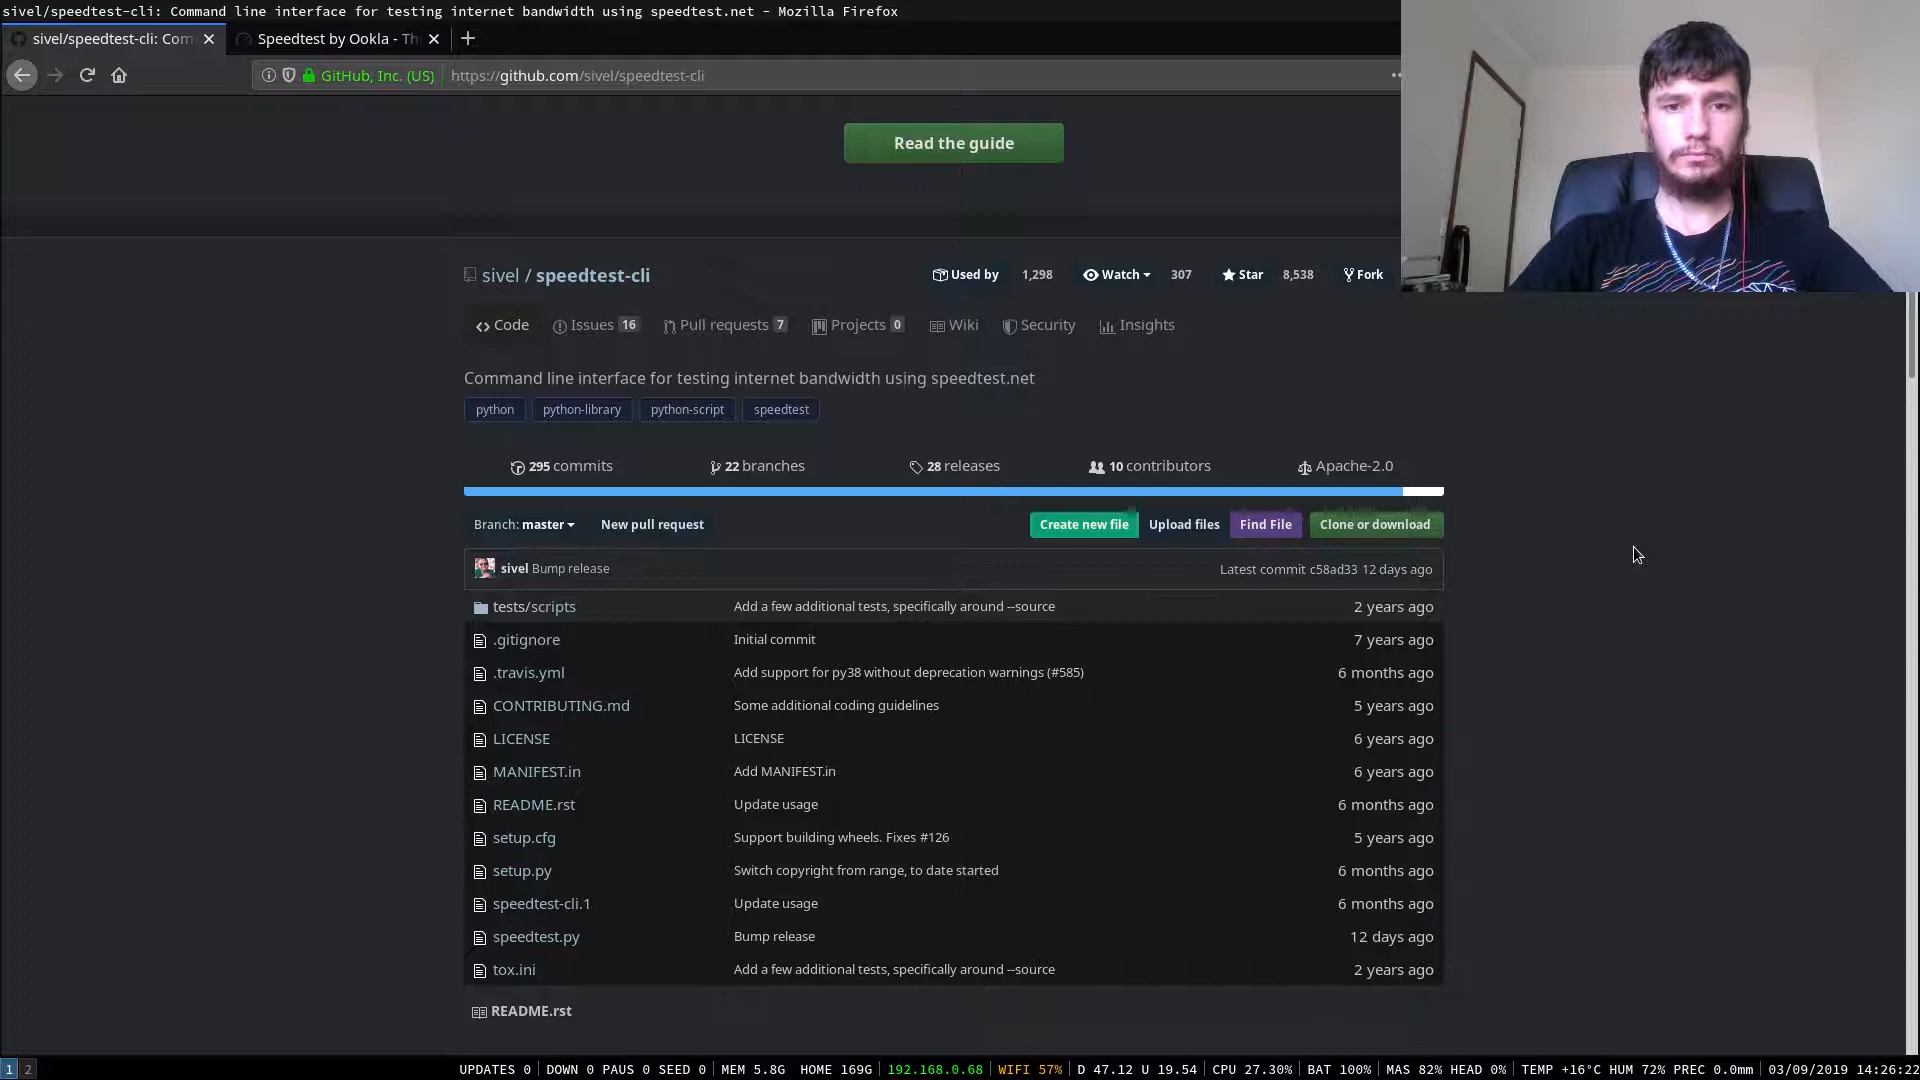 sivel/speedtest-cli: Command line interface for testing internet bandwidth using speedtest.net - Mozilla Firefox
sivel/speedtest-cli: Com
Speedtest by Ookla - Th
GitHub, Inc. (US) https://github.com/sivel/speedtest-cli
Read the guide
sivel / speedtest-cli
Used by 1,298 Watch 307 Star 8,538 Fork
Code Issues 16 Pull requests 7 Projects 0 Wiki Security Insights
Command line interface for testing internet bandwidth using speedtest.net
python python-library python-script speedtest
295 commits 22 branches 28 releases 10 contributors Apache-2.0
Branch: master New pull request Create new file Upload files Find File Clone or download
sivel Bump release Latest commit c58ad33 12 days ago
tests/scripts Add a few additional tests, specifically around --source 2 years ago
.gitignore Initial commit 7 years ago
.travis.yml Add support for py38 without deprecation warnings (#585) 6 months ago
CONTRIBUTING.md Some additional coding guidelines 5 years ago
LICENSE LICENSE 6 years ago
MANIFEST.in Add MANIFEST.in 6 years ago
README.rst Update usage 6 months ago
setup.cfg Support building wheels. Fixes #126 5 years ago
setup.py Switch copyright from range, to date started 6 months ago
speedtest-cli.1 Update usage 6 months ago
speedtest.py Bump release 12 days ago
tox.ini Add a few additional tests, specifically around --source 2 years ago
README.rst
1 2 UPDATES 0 DOWN 0 PAUS 0 SEED 0 MEM 5.8G HOME 169G 192.168.0.68 WIFI 57% D 47.12 U 19.54 CPU 27.30% BAT 100% MAS 82% HEAD 0% TEMP +16°C HUM 72% PREC 0.0mm 03/09/2019 14:26:22